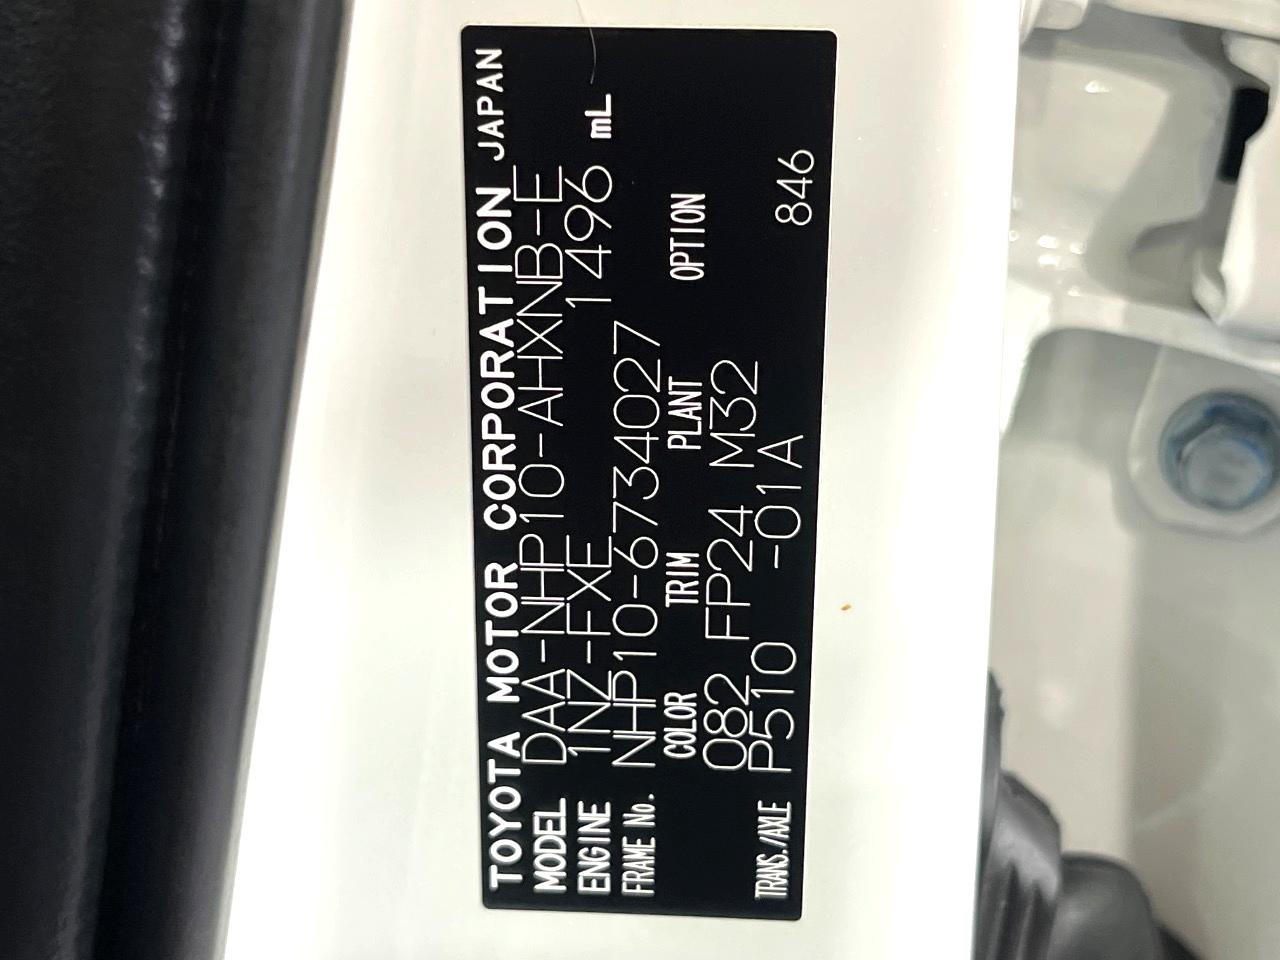 TOYOTA MOTOR CORPORATION JAPAN
MODEL DAA-NHP10-AHXNB-E
ENGINE 1NZ-FXE 1496 mL
FRAME No. NHP10-6734027
COLOR TRIM PLANT OPTION
082 FP24 M32
TRANS./AXLE P510 -01A 846